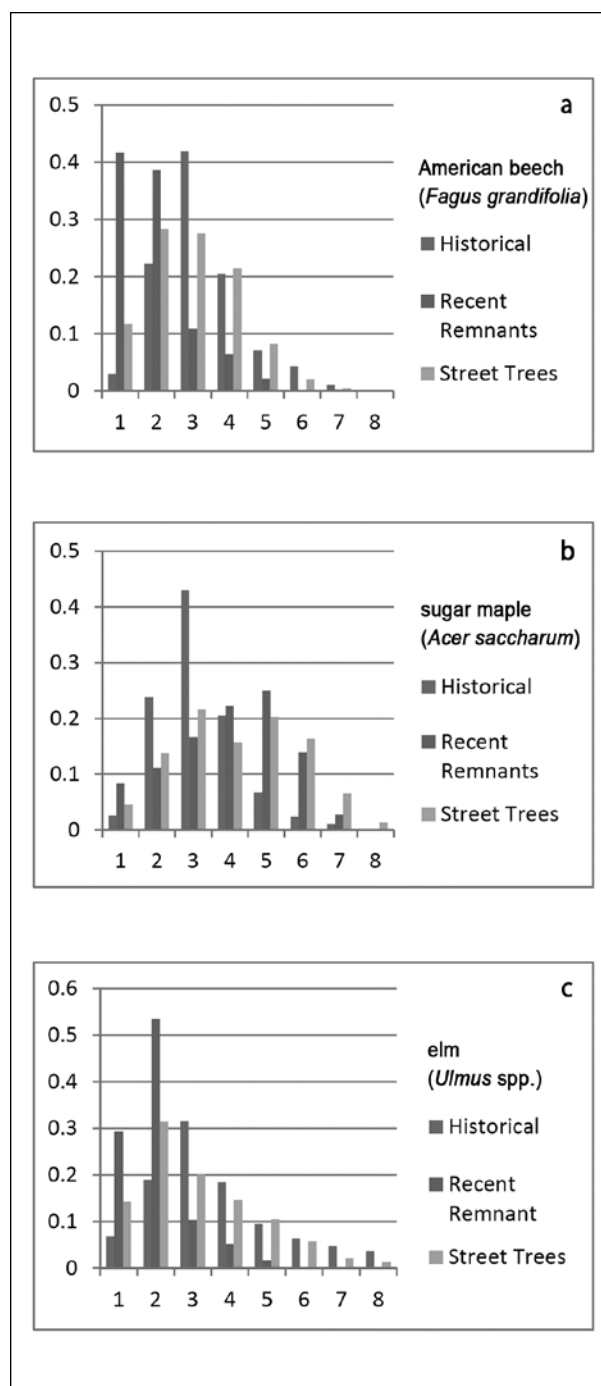 a
0.5
0.4
0.3
0.2
0.1
0
1 2 3 4 5 6 7 8
American beech
(Fagus grandifolia)
Historical
Recent
Remnants
Street Trees
b
0.5
0.4
0.3
0.2
0.1
0
1 2 3 4 5 6 7 8
sugar maple
(Acer saccharum)
Historical
Recent
Remnants
Street Trees
c
0.6
0.5
0.4
0.3
0.2
0.1
0
1 2 3 4 5 6 7 8
elm
(Ulmus spp.)
Historical
Recent
Remnant
Street Trees